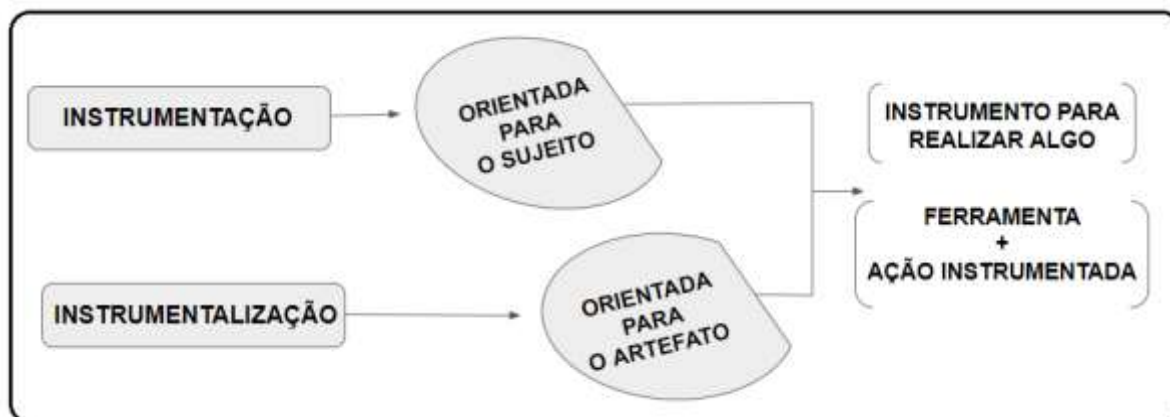 INSTRUMENTAÇÃO
ORIENTADA
PARA
O SUJEITO
INSTRUMENTO PARA
REALIZAR ALGO
FERRAMENTA
+
AÇÃO INSTRUMENTADA
INSTRUMENTALIZAÇÃO
ORIENTADA
PARA
O ARTEFATO